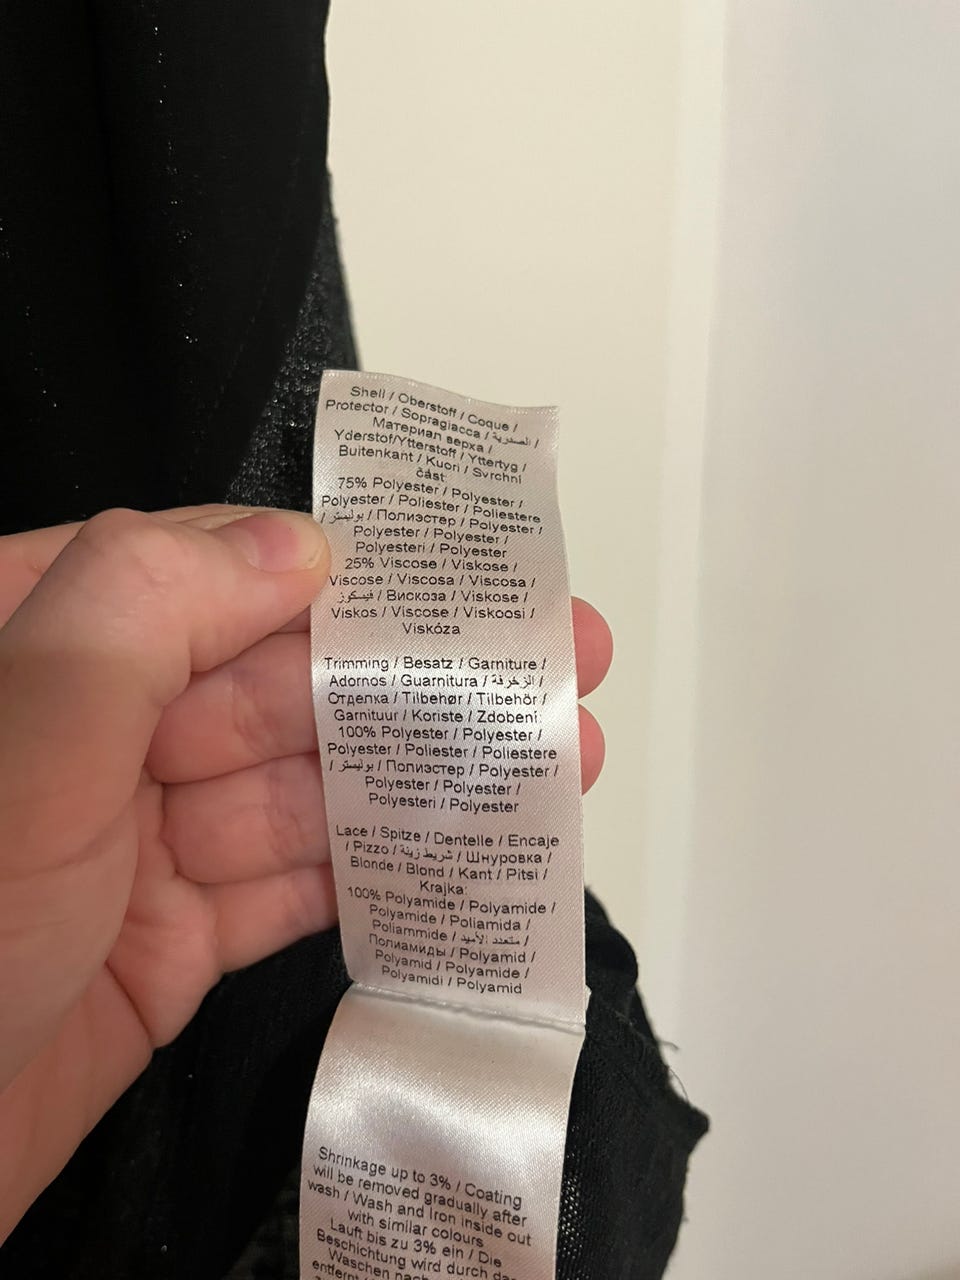 Shell / Oberstoff / Coque /
Protector / Sopragiacca / الصدرية /
Материал верха /
Yderstof/Ytterstoff / Yttertyg /
Buitenkant / Kuori / Svrchní
část
75% Polyester / Polyester /
Polyester / Poliester / Poliestere
/ بوليستر / Полиэстер / Polyester /
Polyester / Polyester /
Polyesteri / Polyester
25% Viscose / Viskose /
Viscose / Viscosa / Viscosa /
فيسكوز / Вискоза / Viskose /
Viskos / Viscose / Viskoosi /
Viskóza
Trimming / Besatz / Garniture /
Adornos / Guarnitura / الزخرفة /
Отделка / Tilbehør / Tilbehör /
Garnituur / Koriste / Zdobení:
100% Polyester / Polyester /
Polyester / Poliester / Poliestere
/ بوليستر / Полиэстер / Polyester /
Polyester / Polyester /
Polyesteri / Polyester
Lace / Spitze / Dentelle / Encaje
/ Pizzo / شريط زينة / Шнуровка /
Blonde / Blond / Kant / Pitsi /
Krajka:
100% Polyamide / Polyamide /
Polyamide / Poliamida /
Poliammide / متعدد الأميد /
Полиамиды / Polyamid /
Polyamid / Polyamide /
Polyamidi / Polyamid
Shrinkage up to 3% / Coating
will be removed gradually after
wash / Wash and Iron inside out
with similar colours
Läuft bis zu 3% ein / Die
Beschichtung wird durch da
Waschen nach
entfernt /